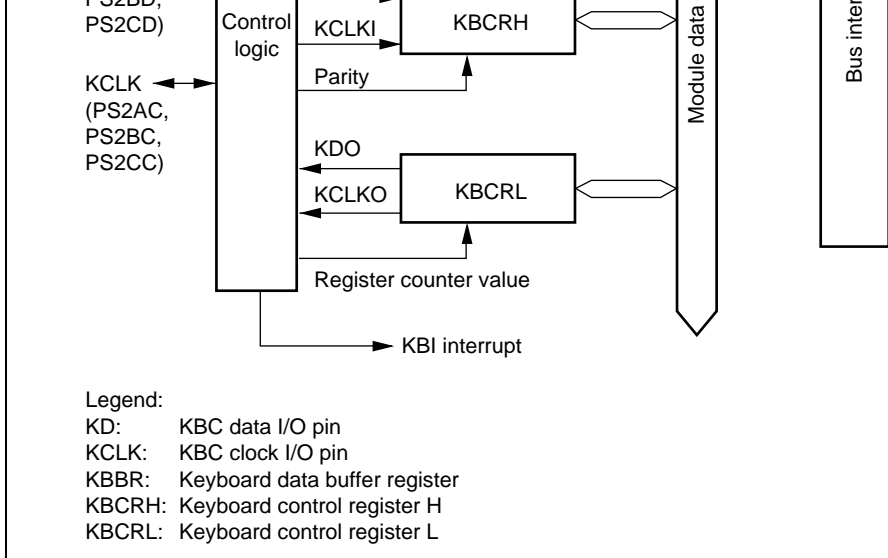 PS2BD,
PS2CD)
Control
logic
KCLKI
KBCRH
Module data
Bus inter
KCLK
(PS2AC,
PS2BC,
PS2CC)
Parity
KDO
KCLKO
KBCRL
Register counter value
KBI interrupt
Legend:
KD: KBC data I/O pin
KCLK: KBC clock I/O pin
KBBR: Keyboard data buffer register
KBCRH: Keyboard control register H
KBCRL: Keyboard control register L